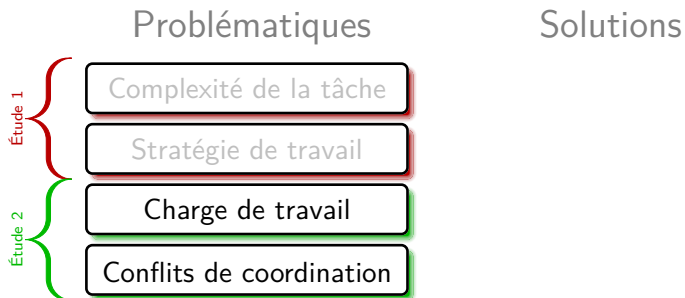 Problématiques Solutions
Étude 1
Complexité de la tâche
Stratégie de travail
Étude 2
Charge de travail
Conflits de coordination